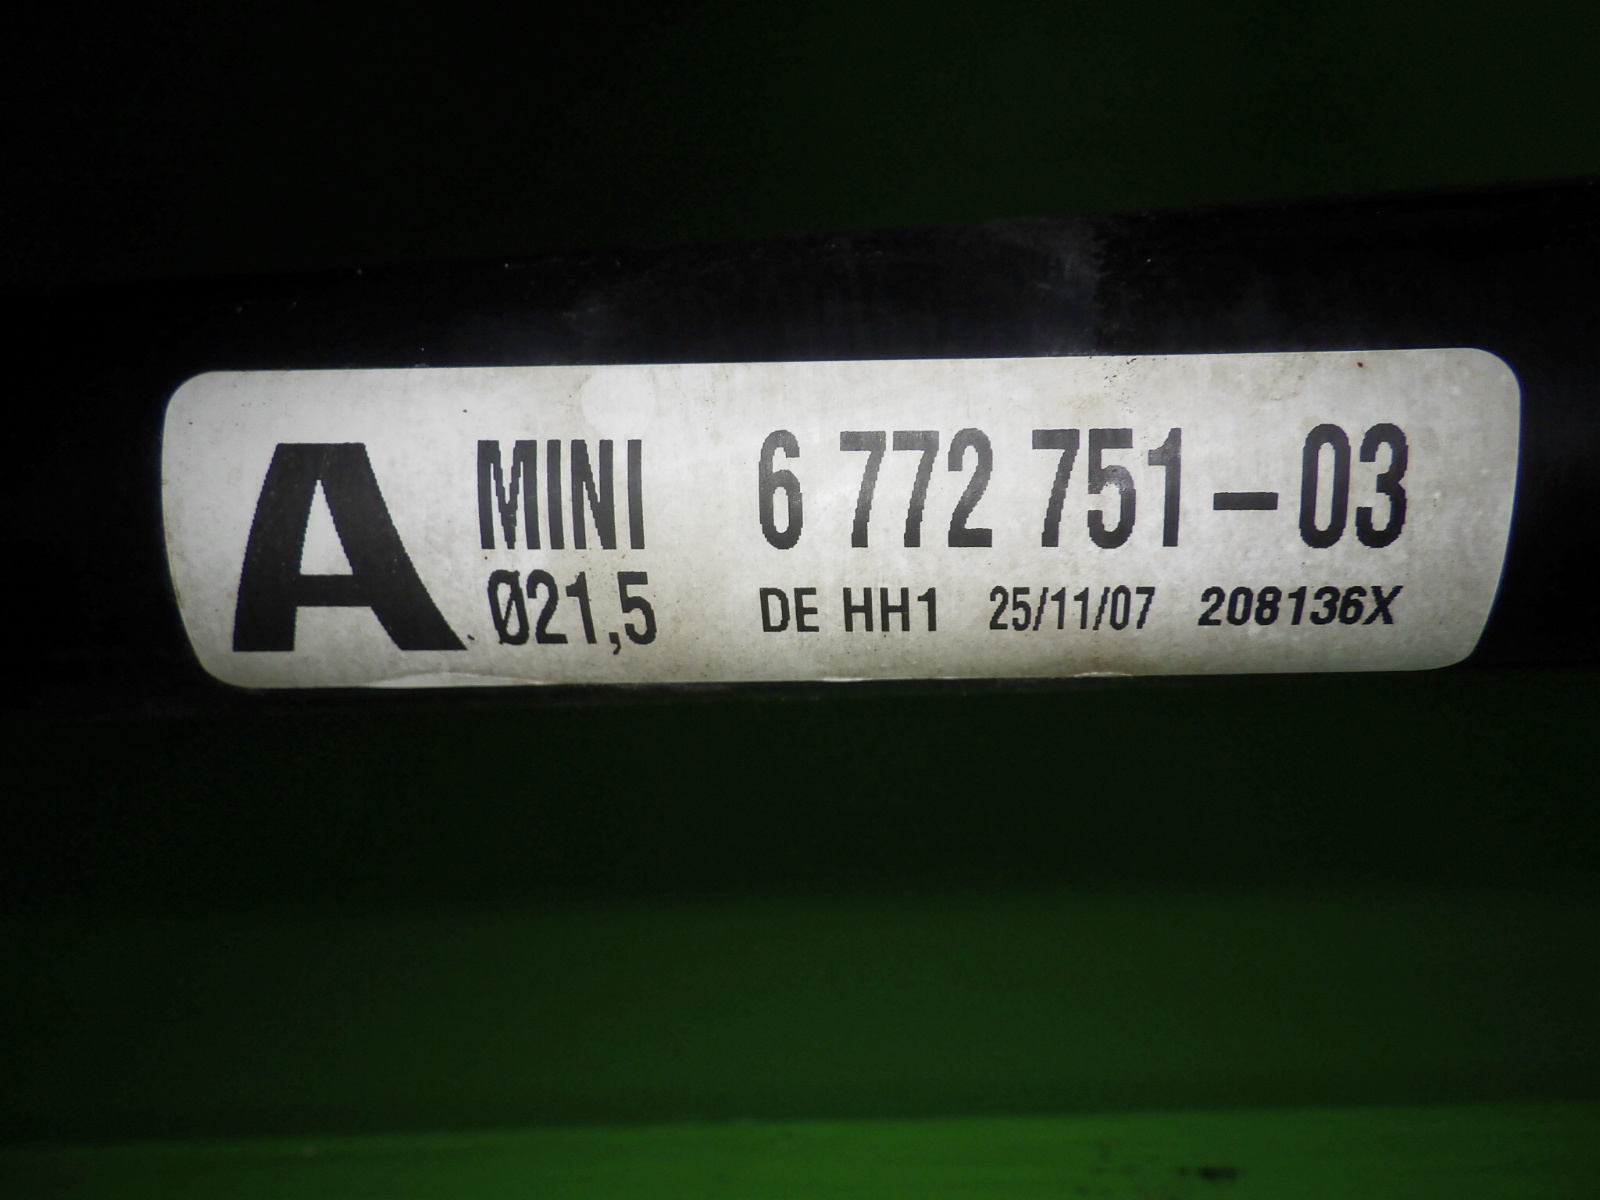 A MINI 6 772 751-03
Ø21,5 DE HH1 25/11/07 208136X